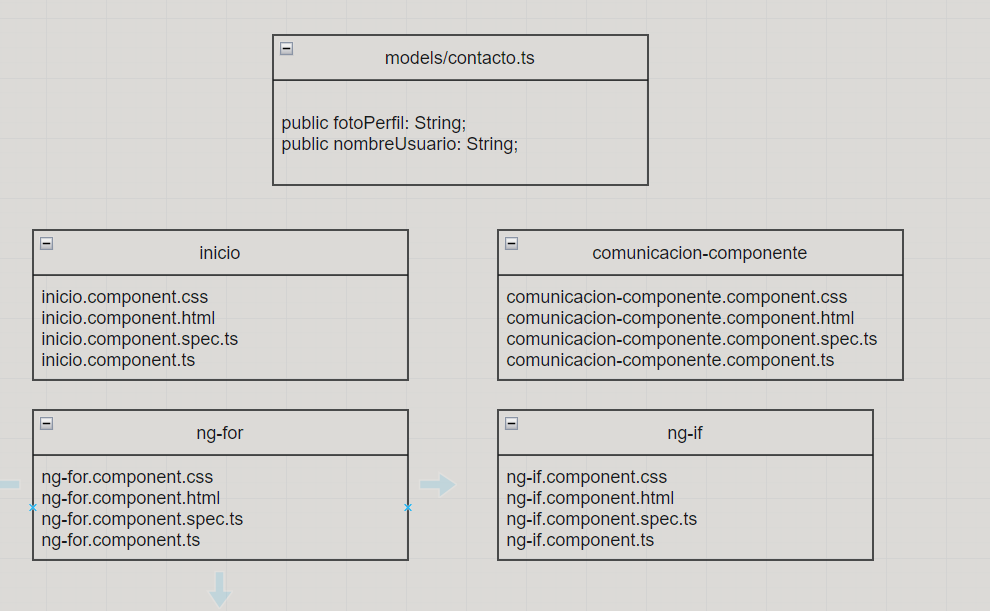 models/contacto.ts
public fotoPerfil: String;
public nombreUsuario: String;
inicio
inicio.component.css
inicio.component.html
inicio.component.spec.ts
inicio.component.ts
comunicacion-componente
comunicacion-componente.component.css
comunicacion-componente.component.html
comunicacion-componente.component.spec.ts
comunicacion-componente.component.ts
ng-for
ng-for.component.css
ng-for.component.html
ng-for.component.spec.ts
ng-for.component.ts
ng-if
ng-if.component.css
ng-if.component.html
ng-if.component.spec.ts
ng-if.component.ts